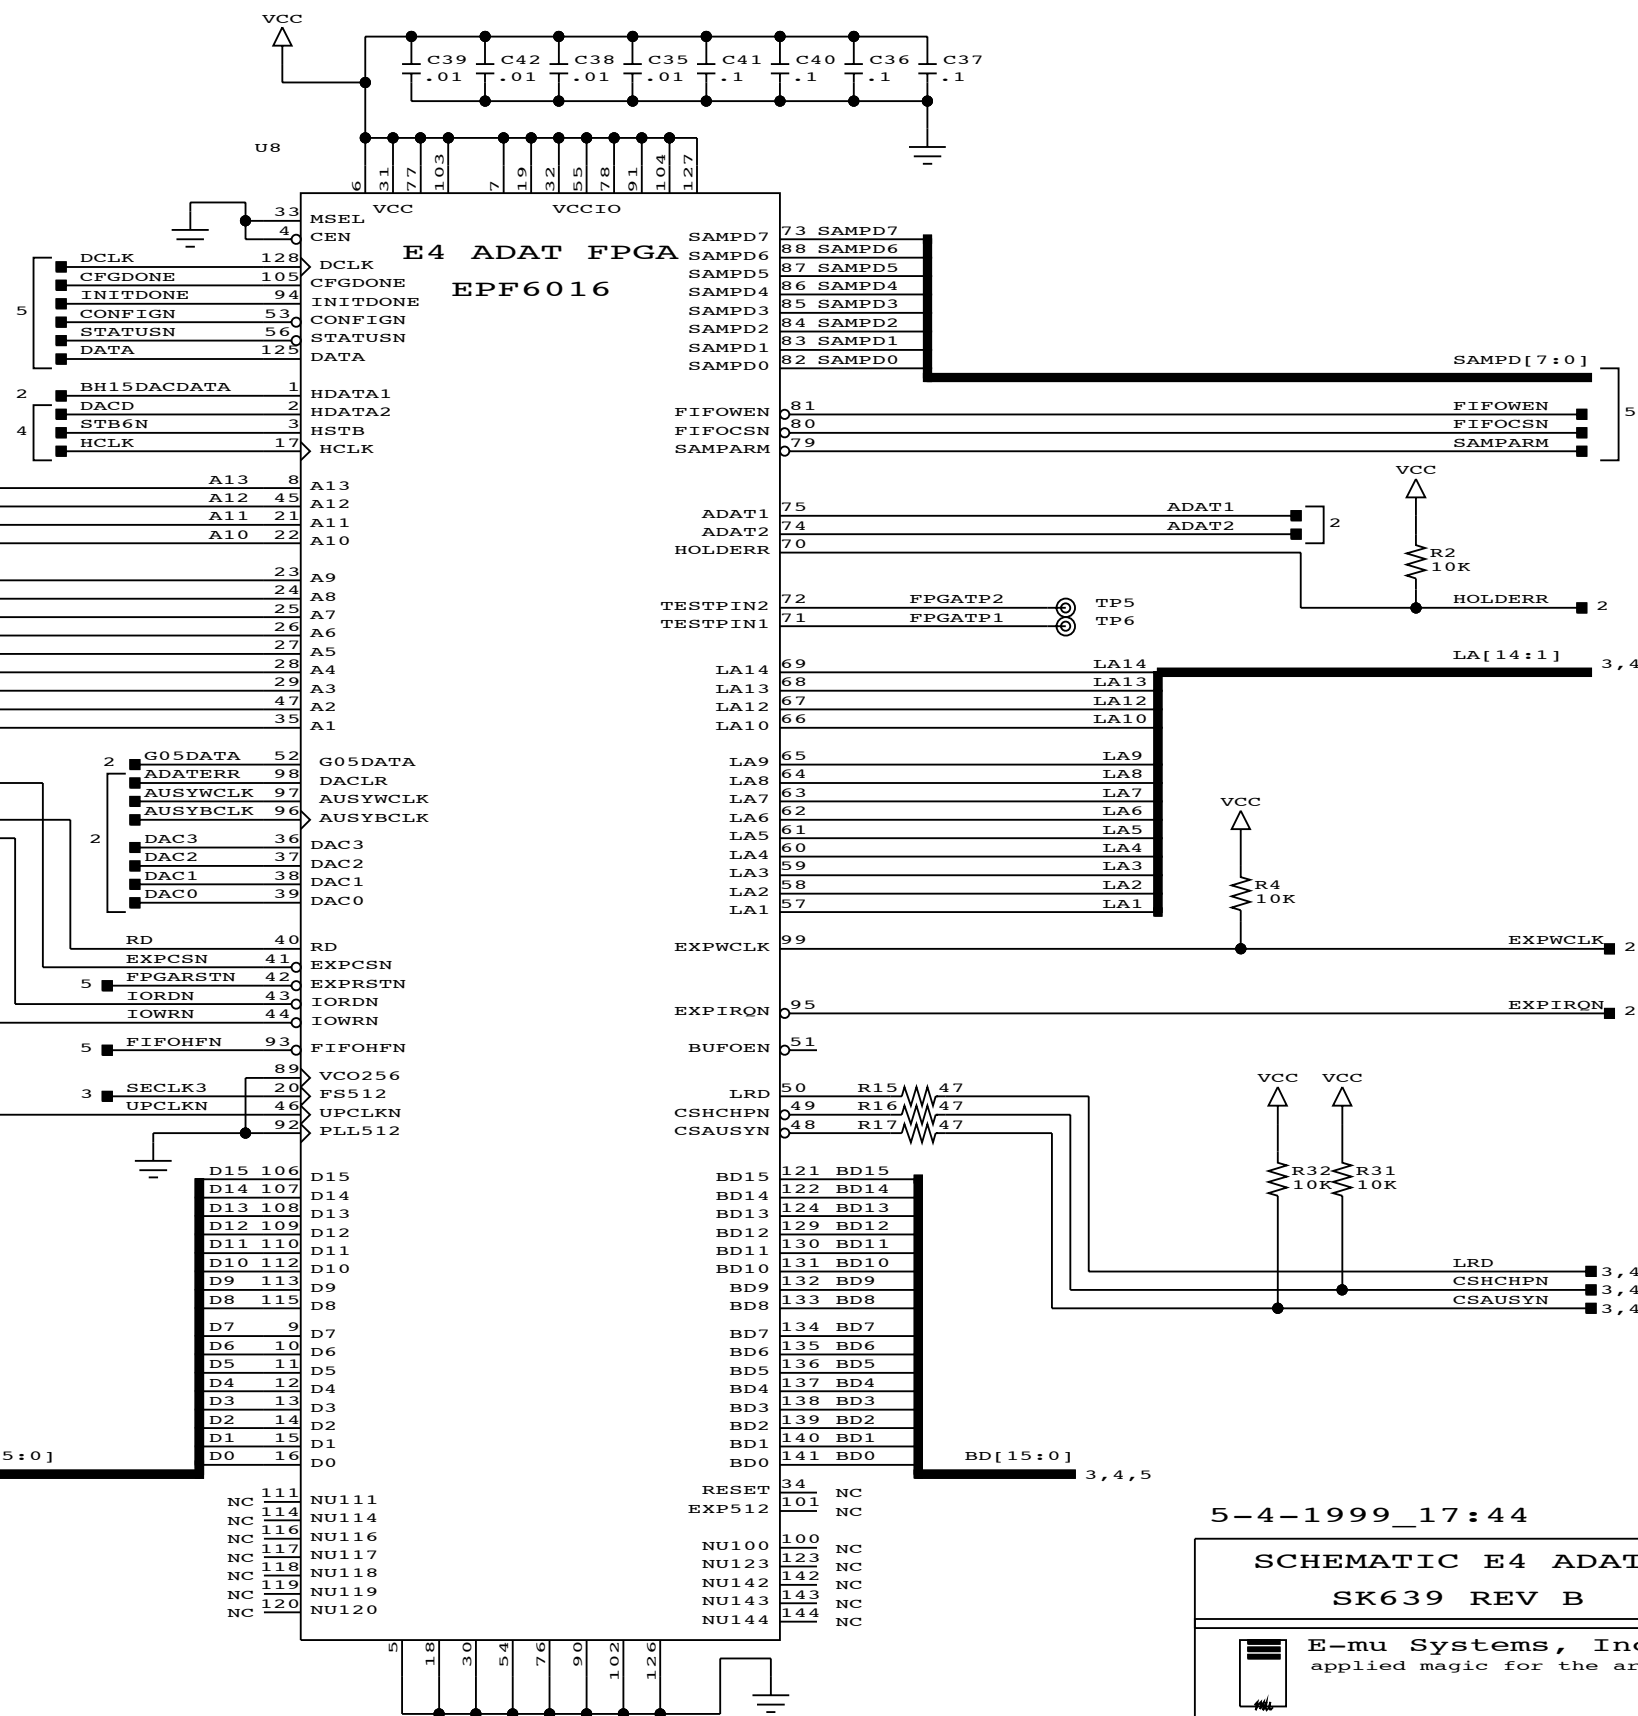 VCC
C39 C42 C38 C35 C41 C40 C36 C37
.01 .01 .01 .01 .1 .1 .1 .1
U8
6 31 77 103 7 19 32 55 78 91 104 127
VCC VCCIO
E4 ADAT FPGA
EPF6016
33 MSEL
4 CEN
DCLK 128 DCLK
CFGDONE 105 CFGDONE
INITDONE 94 INITDONE
5
CONFIGN 53 CONFIGN
STATUSN 56 STATUSN
DATA 125 DATA
2 BH15DACDATA 1 HDATA1
DACD 2 HDATA2
4 STB6N 3 HSTB
HCLK 17 HCLK
A13 8 A13
A12 45 A12
A11 21 A11
A10 22 A10
23 A9
24 A8
25 A7
26 A6
27 A5
28 A4
29 A3
47 A2
35 A1
2 G05DATA 52 G05DATA
ADATERR 98 DACLR
AUSYWCLK 97 AUSYWCLK
AUSYBCLK 96 AUSYBCLK
2
DAC3 36 DAC3
DAC2 37 DAC2
DAC1 38 DAC1
DAC0 39 DAC0
RD 40 RD
EXPCSN 41 EXPCSN
5 FPGARSTN 42 EXPRSTN
IORDN 43 IORDN
IOWRN 44 IOWRN
5 FIFOHFN 93 FIFOHFN
89 VCO256
3 SECLK3 20 FS512
UPCLKN 46 UPCLKN
92 PLL512
D15 106 D15
D14 107 D14
D13 108 D13
D12 109 D12
D11 110 D11
D10 112 D10
D9 113 D9
D8 115 D8
D7 9 D7
D6 10 D6
D5 11 D5
D4 12 D4
D3 13 D3
D2 14 D2
D1 15 D1
D0 16 D0
5:0]
NC 111 NU111
NC 114 NU114
NC 116 NU116
NC 117 NU117
NC 118 NU118
NC 119 NU119
NC 120 NU120
5 18 30 54 76 90 102 126
SAMPD7 73 SAMPD7
SAMPD6 88 SAMPD6
SAMPD5 87 SAMPD5
SAMPD4 86 SAMPD4
SAMPD3 85 SAMPD3
SAMPD2 84 SAMPD2
SAMPD1 83 SAMPD1
SAMPD0 82 SAMPD0
SAMPD[7:0]
FIFOWEN 81 FIFOWEN
5
FIFOCSN 80 FIFOCSN
SAMPARM 79 SAMPARM
VCC
R2
10K
ADAT1 75 ADAT1
2
ADAT2 74 ADAT2
HOLDERR 70 HOLDERR 2
TESTPIN2 72 FPGATP2 TP5
TESTPIN1 71 FPGATP1 TP6
LA[14:1] 3,4
LA14 69 LA14
LA13 68 LA13
LA12 67 LA12
LA10 66 LA10
LA9 65 LA9
LA8 64 LA8
LA7 63 LA7
LA6 62 LA6
LA5 61 LA5
LA4 60 LA4
LA3 59 LA3
LA2 58 LA2
LA1 57 LA1
VCC
R4
10K
EXPWCLK 99 EXPWCLK 2
EXPIRQN 95 EXPIRQN 2
BUFOEN 51
LRD 50 R15 47
CSHCHPN 49 R16 47
CSAUSYN 48 R17 47
VCC VCC
R32 R31
10K 10K
LRD 3,4
CSHCHPN 3,4
CSAUSYN 3,4
BD15 121 BD15
BD14 122 BD14
BD13 124 BD13
BD12 129 BD12
BD11 130 BD11
BD10 131 BD10
BD9 132 BD9
BD8 133 BD8
BD7 134 BD7
BD6 135 BD6
BD5 136 BD5
BD4 137 BD4
BD3 138 BD3
BD2 139 BD2
BD1 140 BD1
BD0 141 BD0
BD[15:0] 3,4,5
RESET 34 NC
EXP512 101 NC
NU100 100 NC
NU123 123 NC
NU142 142 NC
NU143 143 NC
NU144 144 NC
5-4-1999_17:44
SCHEMATIC E4 ADAT
SK639 REV B
E-mu Systems, Inc
applied magic for the ar